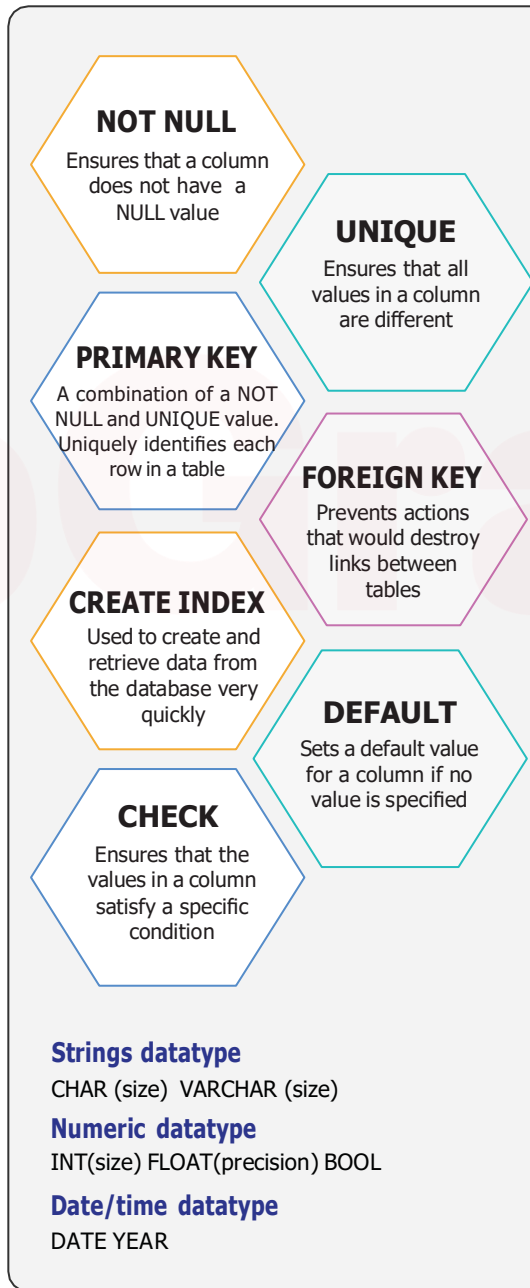 NOT NULL
Ensures that a column
does not have a
NULL value
UNIQUE
Ensures that all
values in a column
are different
PRIMARY KEY
A combination of a NOT
NULL and UNIQUE value.
Uniquely identifies each
row in a table
FOREIGN KEY
Prevents actions
that would destroy
links between
tables
CREATE INDEX
Used to create and
retrieve data from
the database very
quickly
DEFAULT
Sets a default value
for a column if no
value is specified
CHECK
Ensures that the
values in a column
satisfy a specific
condition
Strings datatype
CHAR (size) VARCHAR (size)
Numeric datatype
INT(size) FLOAT(precision) BOOL
Date/time datatype
DATE YEAR